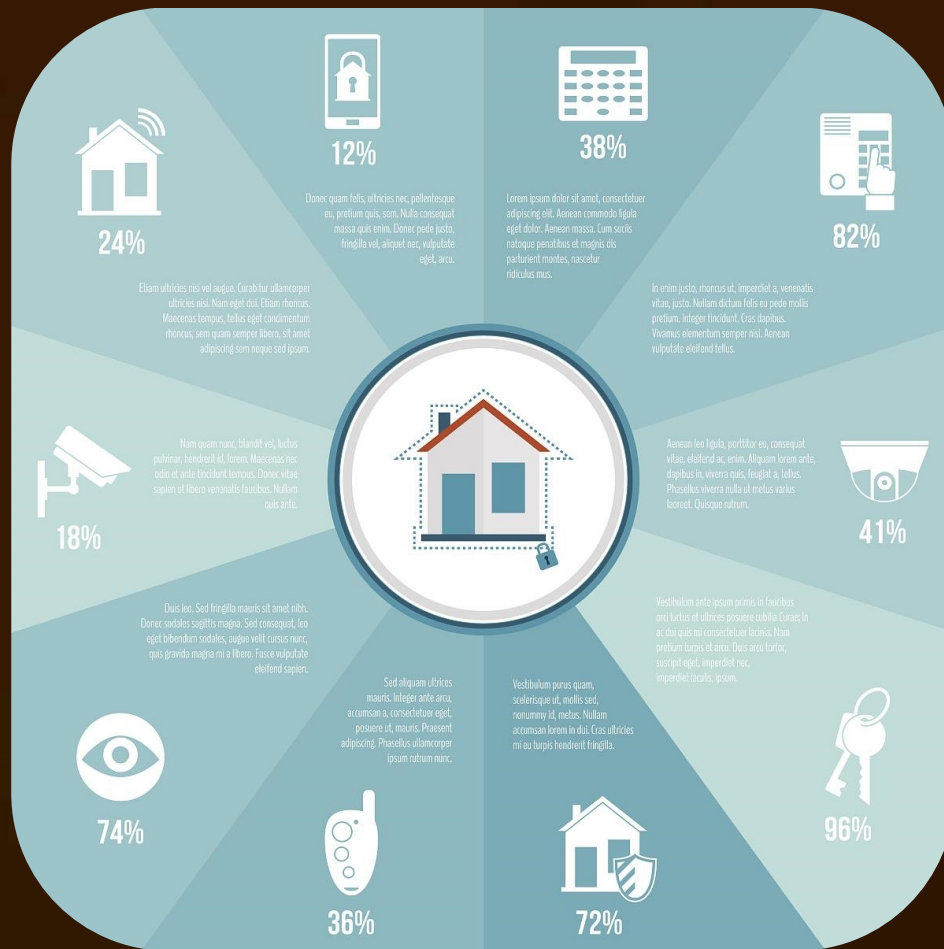 12%
Donec quam felis, ultricies nec, pellentesque
eu, pretium quis, sem. Nulla consequat
massa quis enim. Donec pede justo,
fringilla vel, aliquet nec, vulputate
eget, arcu.
38%
Lorem ipsum dolor sit amet, consectetuer
adipiscing elit. Aenean commodo ligula
eget dolor. Aenean massa. Cum sociis
natoque penatibus et magnis dis
parturient montes, nascetur
ridiculus mus.
82%
In enim justo, rhoncus ut, imperdiet a, venenatis
vitae, justo. Nullam dictum felis eu pede mollis
pretium. Integer tincidunt. Cras dapibus.
Vivamus elementum semper nisi. Aenean
vulputate eleifend tellus.
41%
Aenean leo ligula, porttitor eu, consequat
vitae, eleifend ac, enim. Aliquam lorem ante,
dapibus in, viverra quis, feugiat a, tellus.
Phasellus viverra nulla ut metus varius
laoreet. Quisque rutrum.
96%
Vestibulum ante ipsum primis in faucibus
orci luctus et ultrices posuere cubilia Curae; In
ac dui quis mi consectetuer lacinia. Nam
pretium turpis et arcu. Duis arcu tortor,
suscipit eget, imperdiet nec,
imperdiet iaculis, ipsum.
72%
Vestibulum purus quam,
scelerisque ut, mollis sed,
nonummy id, metus. Nullam
accumsan lorem in dui. Cras ultricies
mi eu turpis hendrerit fringilla.
36%
Sed aliquam ultrices
mauris. Integer ante arcu,
accumsan a, consectetuer eget,
posuere ut, mauris. Praesent
adipiscing. Phasellus ullamcorper
ipsum rutrum nunc.
74%
Duis leo. Sed fringilla mauris sit amet nibh.
Donec sodales sagittis magna. Sed consequat, leo
eget bibendum sodales, augue velit cursus nunc,
quis gravida magna mi a libero. Fusce vulputate
eleifend sapien.
18%
Nam quam nunc, blandit vel, luctus
pulvinar, hendrerit id, lorem. Maecenas nec
odio et ante tincidunt tempus. Donec vitae
sapien ut libero venenatis faucibus. Nullam
quis ante.
24%
Etiam ultricies nisi vel augue. Curabitur ullamcorper
ultricies nisi. Nam eget dui. Etiam rhoncus.
Maecenas tempus, tellus eget condimentum
rhoncus, sem quam semper libero, sit amet
adipiscing sem neque sed ipsum.